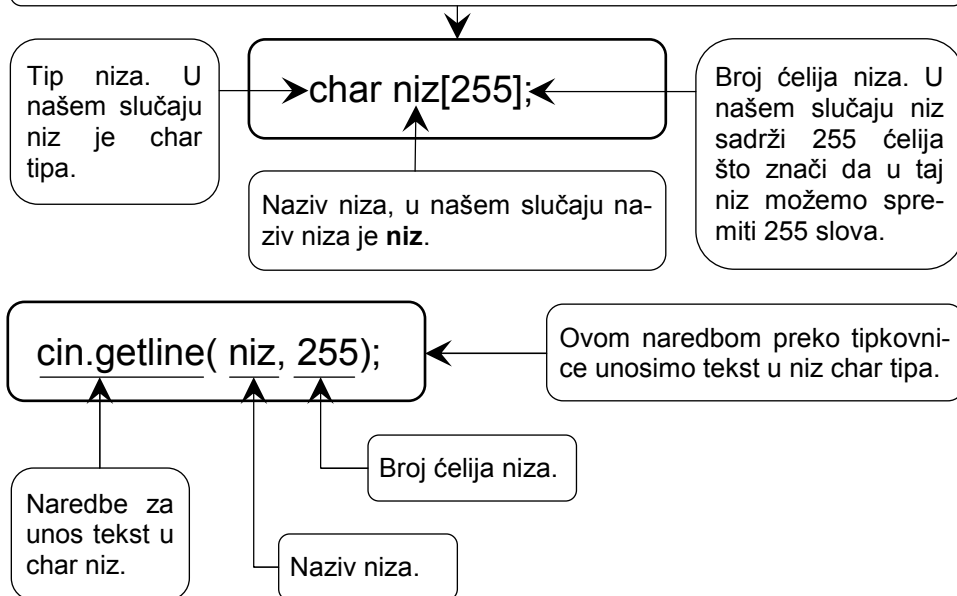 Tip niza. U
našem slučaju
niz je char
tipa.
char niz[255];
Broj ćelija niza. U
našem slučaju niz
sadrži 255 ćelija
što znači da u taj
niz možemo spre-
miti 255 slova.
Naziv niza, u našem slučaju na-
ziv niza je niz.
cin.getline( niz, 255);
Ovom naredbom preko tipkovni-
ce unosimo tekst u niz char tipa.
Broj ćelija niza.
Naredbe za
unos tekst u
char niz.
Naziv niza.